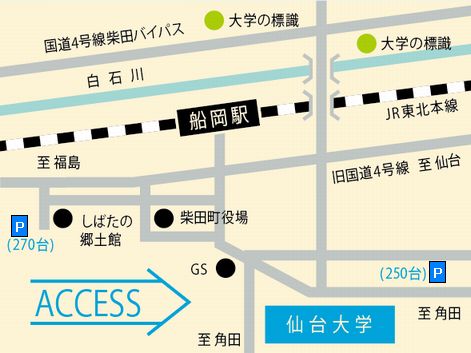 大学の標識
国道4号線柴田バイパス
大学の標識
白石川
船岡駅
JR東北本線
至福島
旧国道4号線 至仙台
しばたの
郷土館
柴田町役場
P
(270台)
GS
(250台)
P
ACCESS
仙台大学
至角田
至角田